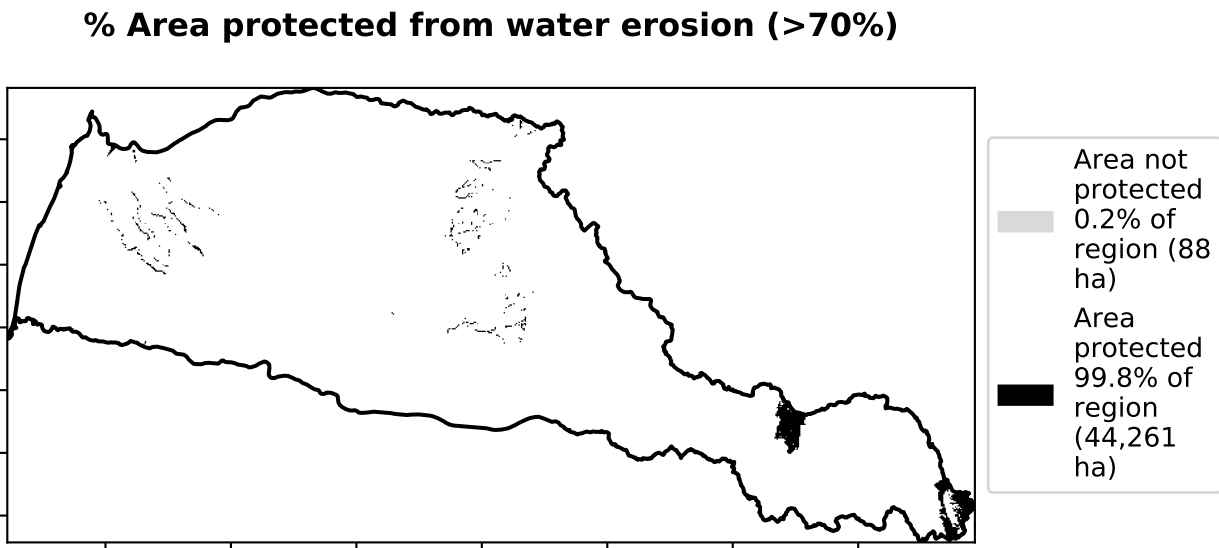 % Area protected from water erosion (>70%)
Area not
protected
0.2% of
region (88
ha)
Area
protected
99.8% of
region
(44,261
ha)